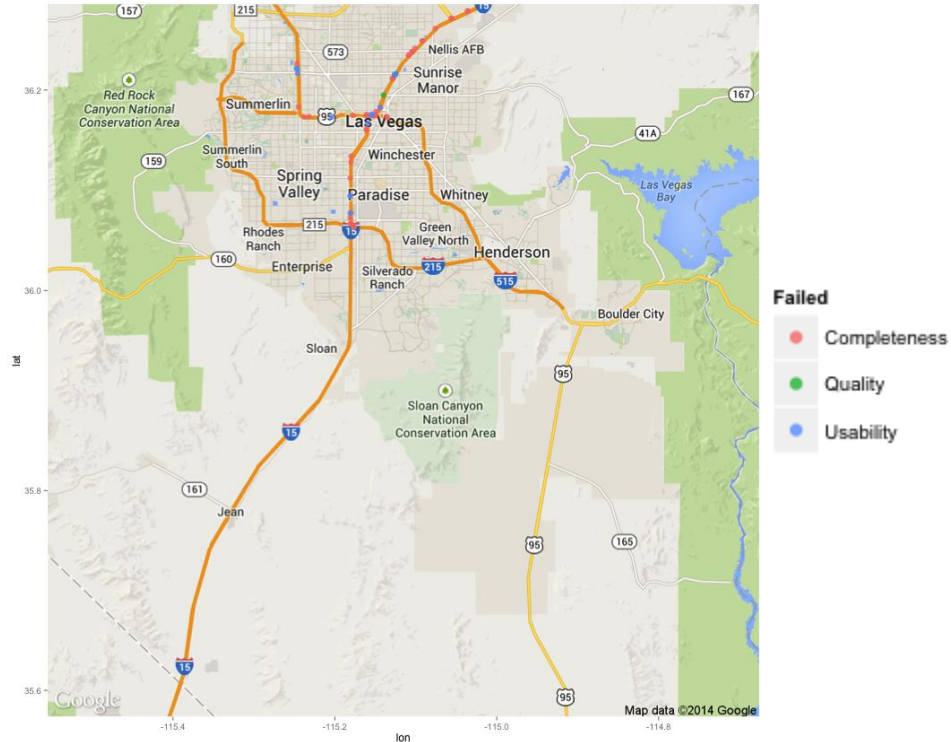 157
215
15
573
Nellis AFB
Sunrise
Manor
167
36.2
Red Rock
Canyon National
Conservation Area
Summerlin
95
Las Vegas
41A
159
Summerlin
South
Winchester
Spring
Valley
Paradise
Whitney
Las Vegas
Bay
215
15
Rhodes
Ranch
Green
Valley North
160
Enterprise
Silverado
Ranch
215
Henderson
515
36.0
Boulder City
Sloan
95
Sloan Canyon
National
Conservation Area
15
lat
161
35.8
Jean
95
165
15
95
35.6
Google
Map data ©2014 Google
-115.4
-115.2
-115.0
-114.8
lon
Failed
Completeness
Quality
Usability